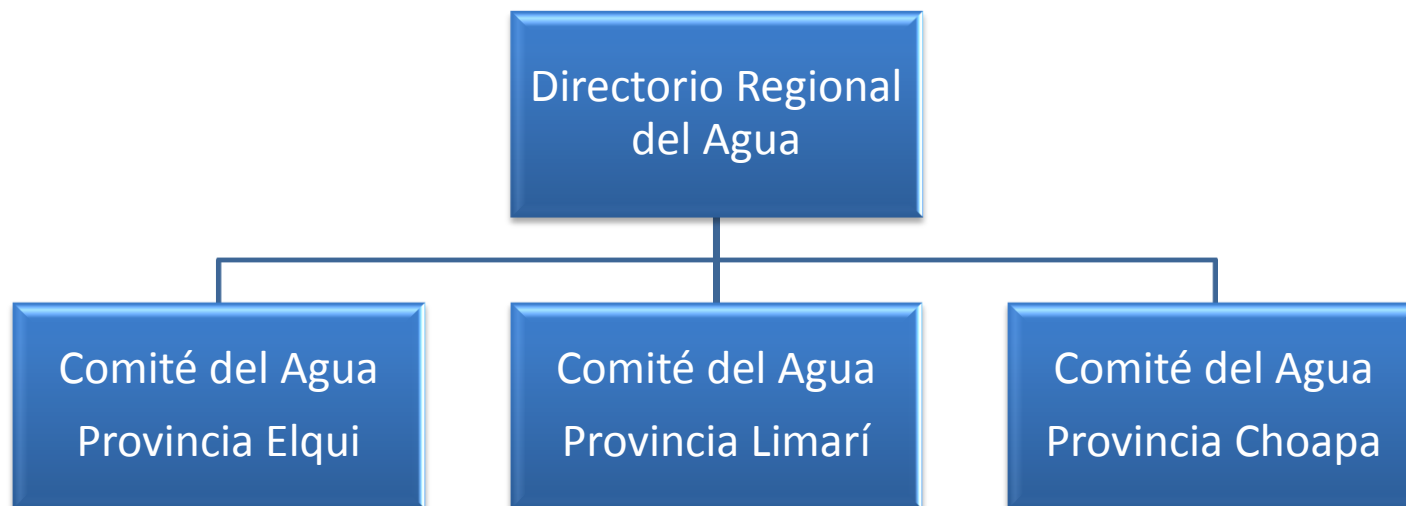 Directorio Regional
del Agua
Comité del Agua
Provincia Elqui
Comité del Agua
Provincia Limarí
Comité del Agua
Provincia Choapa